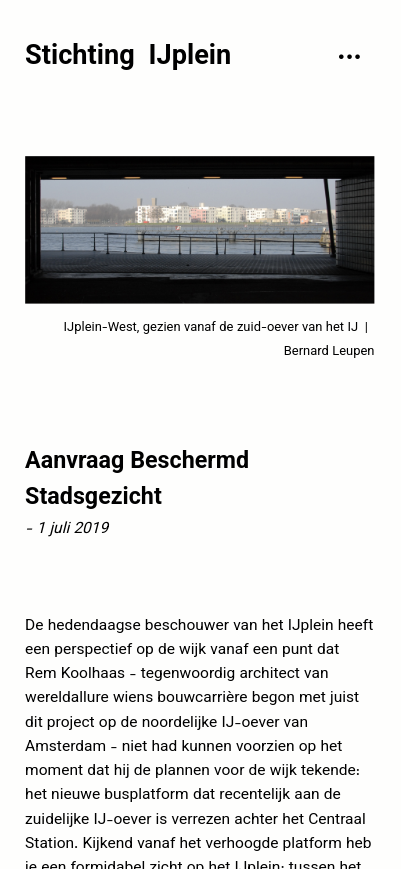 Stichting IJplein
IJplein-West, gezien vanaf de zuid-oever van het IJ |
Bernard Leupen
Aanvraag Beschermd
Stadsgezicht
- 1 juli 2019
De hedendaagse beschouwer van het IJplein heeft
een perspectief op de wijk vanaf een punt dat
Rem Koolhaas - tegenwoordig architect van
wereldallure wiens bouwcarrière begon met juist
dit project op de noordelijke IJ-oever van
Amsterdam - niet had kunnen voorzien op het
moment dat hij de plannen voor de wijk tekende:
het nieuwe busplatform dat recentelijk aan de
zuidelijke IJ-oever is verrezen achter het Centraal
Station. Kijkend vanaf het verhoogde platform heb
je een formidabel zicht op het IJplein: tussen het